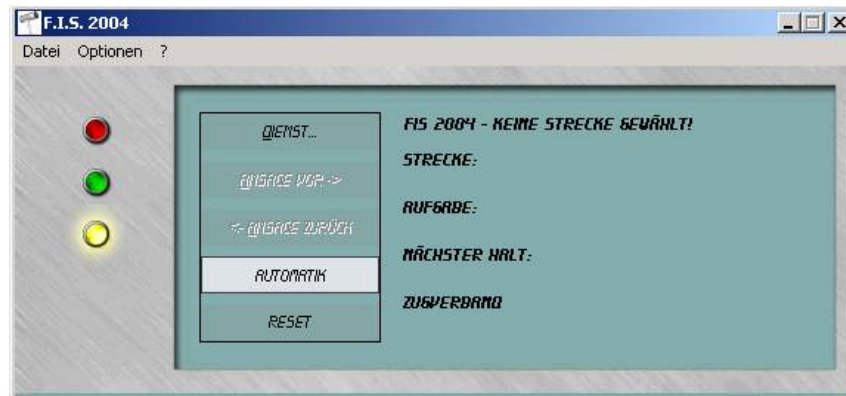 F.I.S. 2004
Datei Optionen ?
DIENST...
ANSAGE VOR ->
<- ANSAGE ZURÜCK
AUTOMATIK
RESET
FIS 2004 - KEINE STRECKE GEWÄHLT!
STRECKE:
AUFGABE:
NÄCHSTER HALT:
ZUGVERBAND